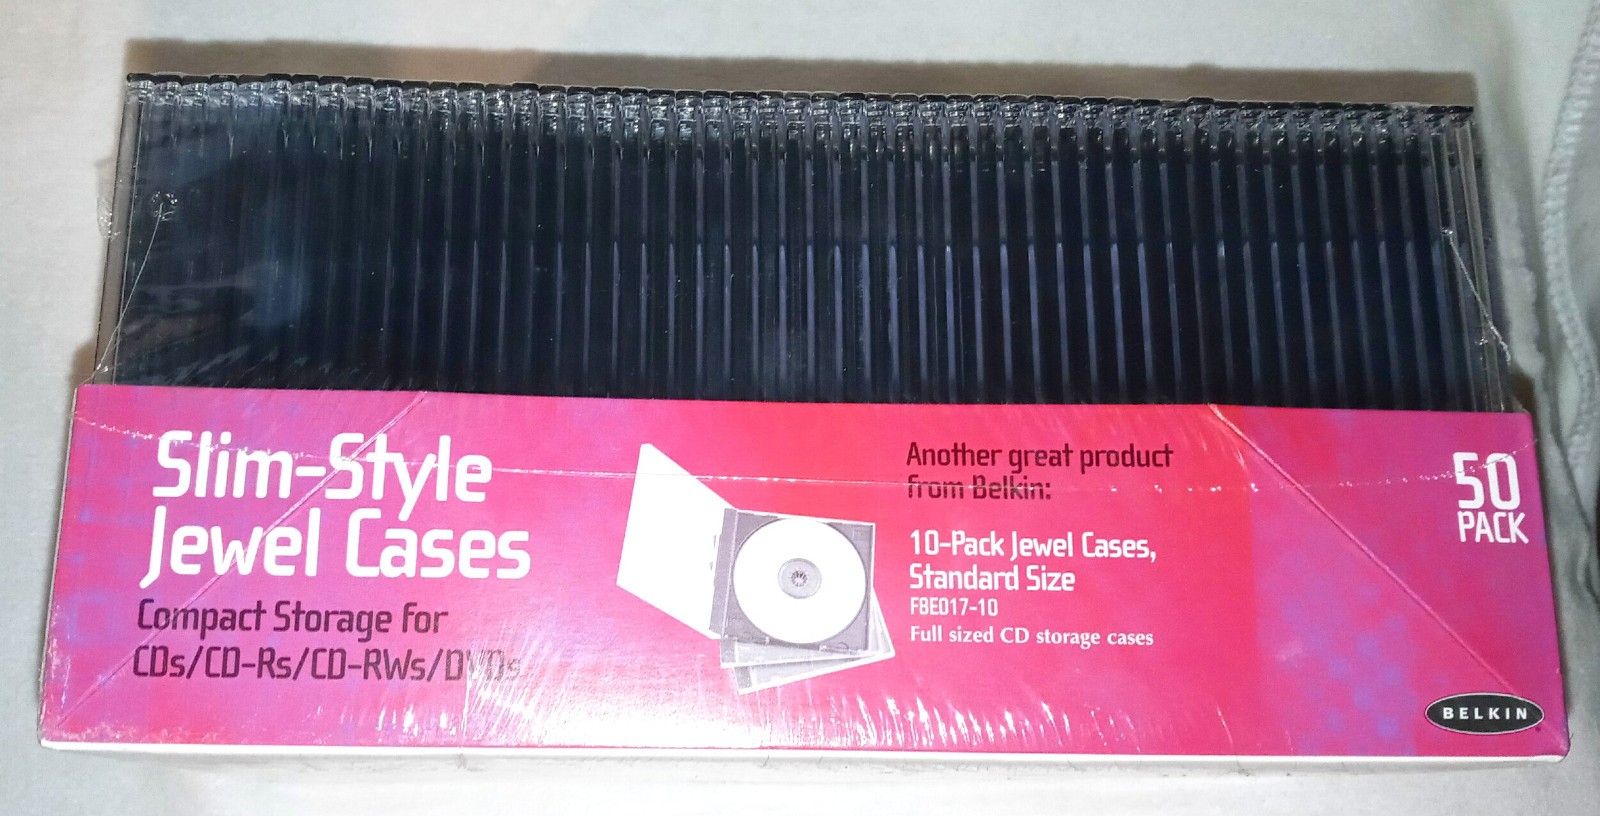 Slim-Style
Jewel Cases
Compact Storage for
CDs/CD-Rs/CD-RWs/DVDs
Another great product
from Belkin:
10-Pack Jewel Cases,
Standard Size
F8E017-10
Full sized CD storage cases
50
PACK
BELKIN